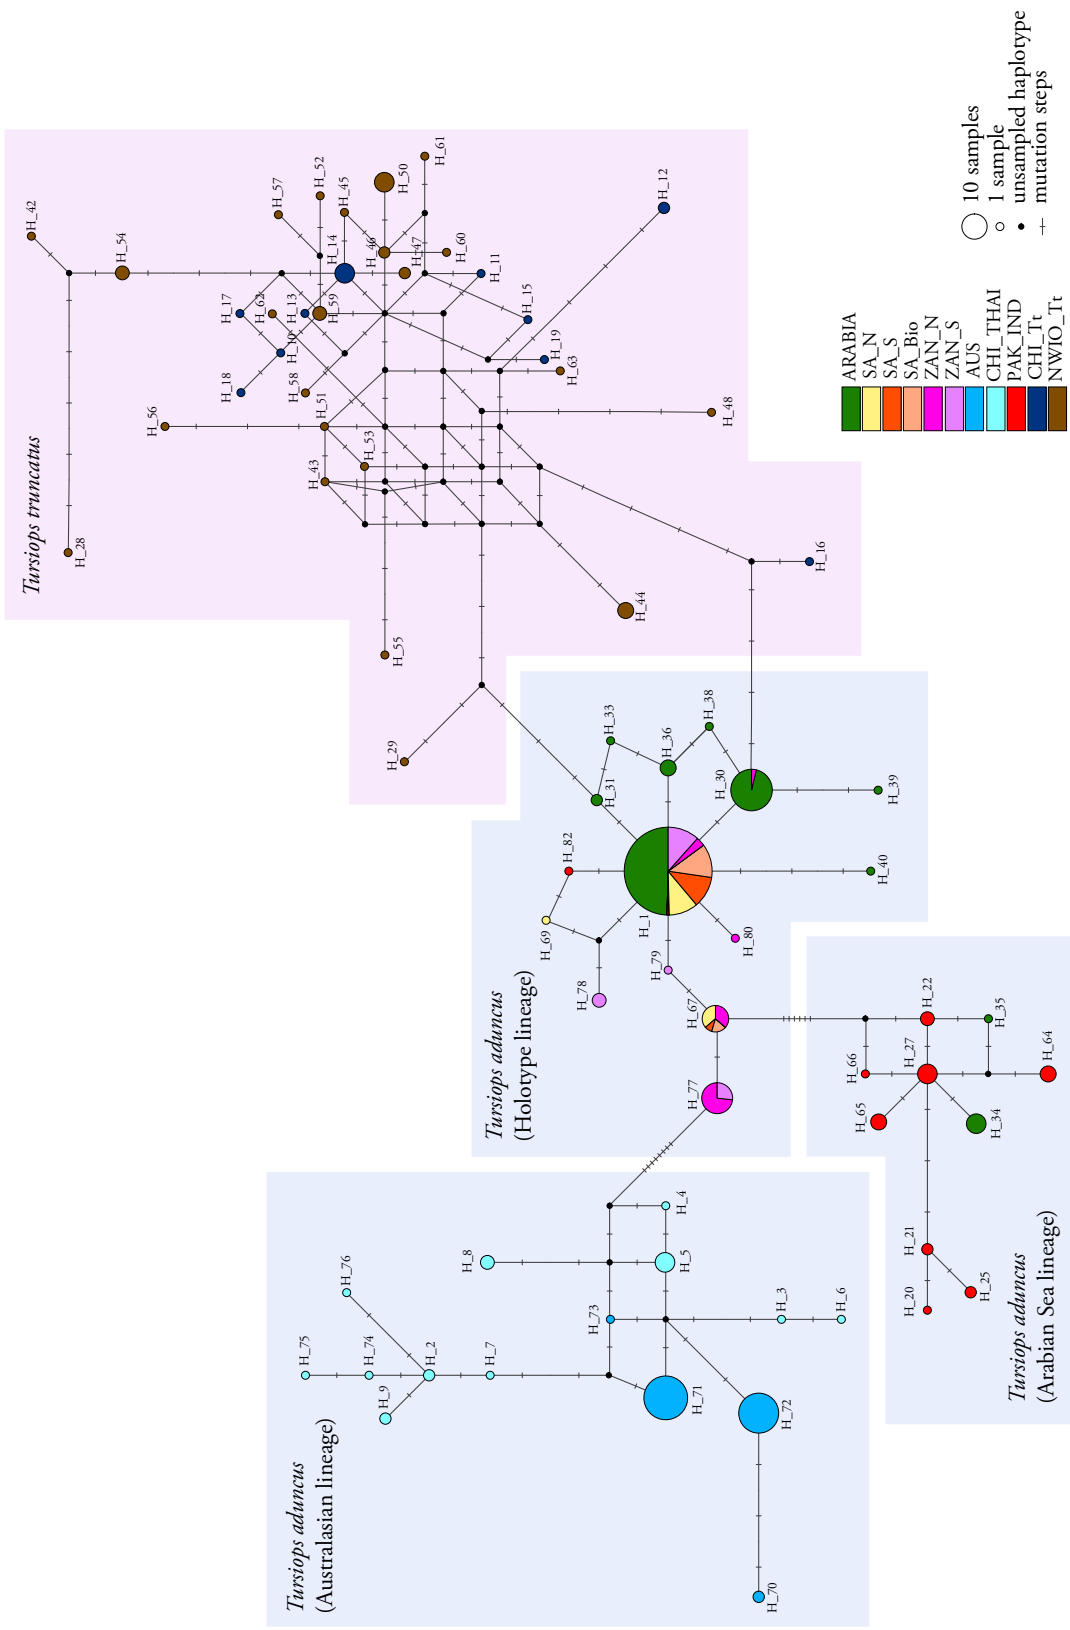 Tursiops truncatus
H_42
H_54
H_28
H_56
H_57
H_52
H_45
H_14
H_50
H_61
H_46
H_47
H_60
H_11
H_12
H_17
H_62
H_13
H_59
H_10
H_18
H_58
H_15
H_19
H_63
H_51
H_53
H_43
H_48
H_55
H_44
H_16
H_29
Tursiops aduncus
(Holotype lineage)
H_33
H_38
H_36
H_31
H_30
H_39
H_82
H_69
H_1
H_40
H_80
H_79
H_78
H_67
H_77
Tursiops aduncus
(Arabian Sea lineage)
H_22
H_35
H_27
H_66
H_64
H_65
H_34
H_21
H_20
H_25
Tursiops aduncus
(Australasian lineage)
H_4
H_8
H_5
H_76
H_73
H_3
H_6
H_75
H_74
H_2
H_7
H_9
H_71
H_72
H_70
ARABIA
SA_N
SA_S
SA_Bio
ZAN_N
ZAN_S
AUS
CHI_THAI
PAK_IND
CHI_Tt
NWIO_Tt
10 samples
1 sample
unsampled haplotype
mutation steps